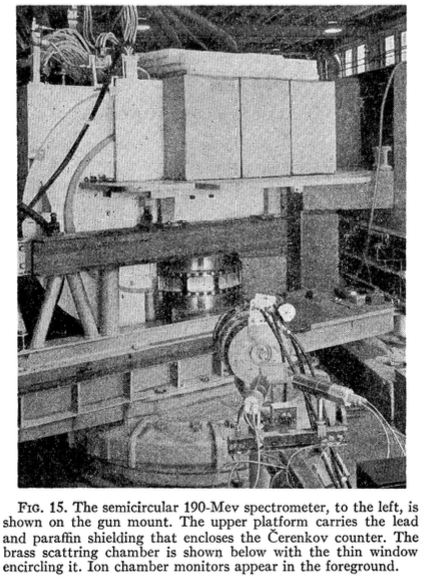 FIG. 15. The semicircular 190-Mev spectrometer, to the left, is
shown on the gun mount. The upper platform carries the lead
and paraffin shielding that encloses the Čerenkov counter. The
brass scattring chamber is shown below with the thin window
encircling it. Ion chamber monitors appear in the foreground.